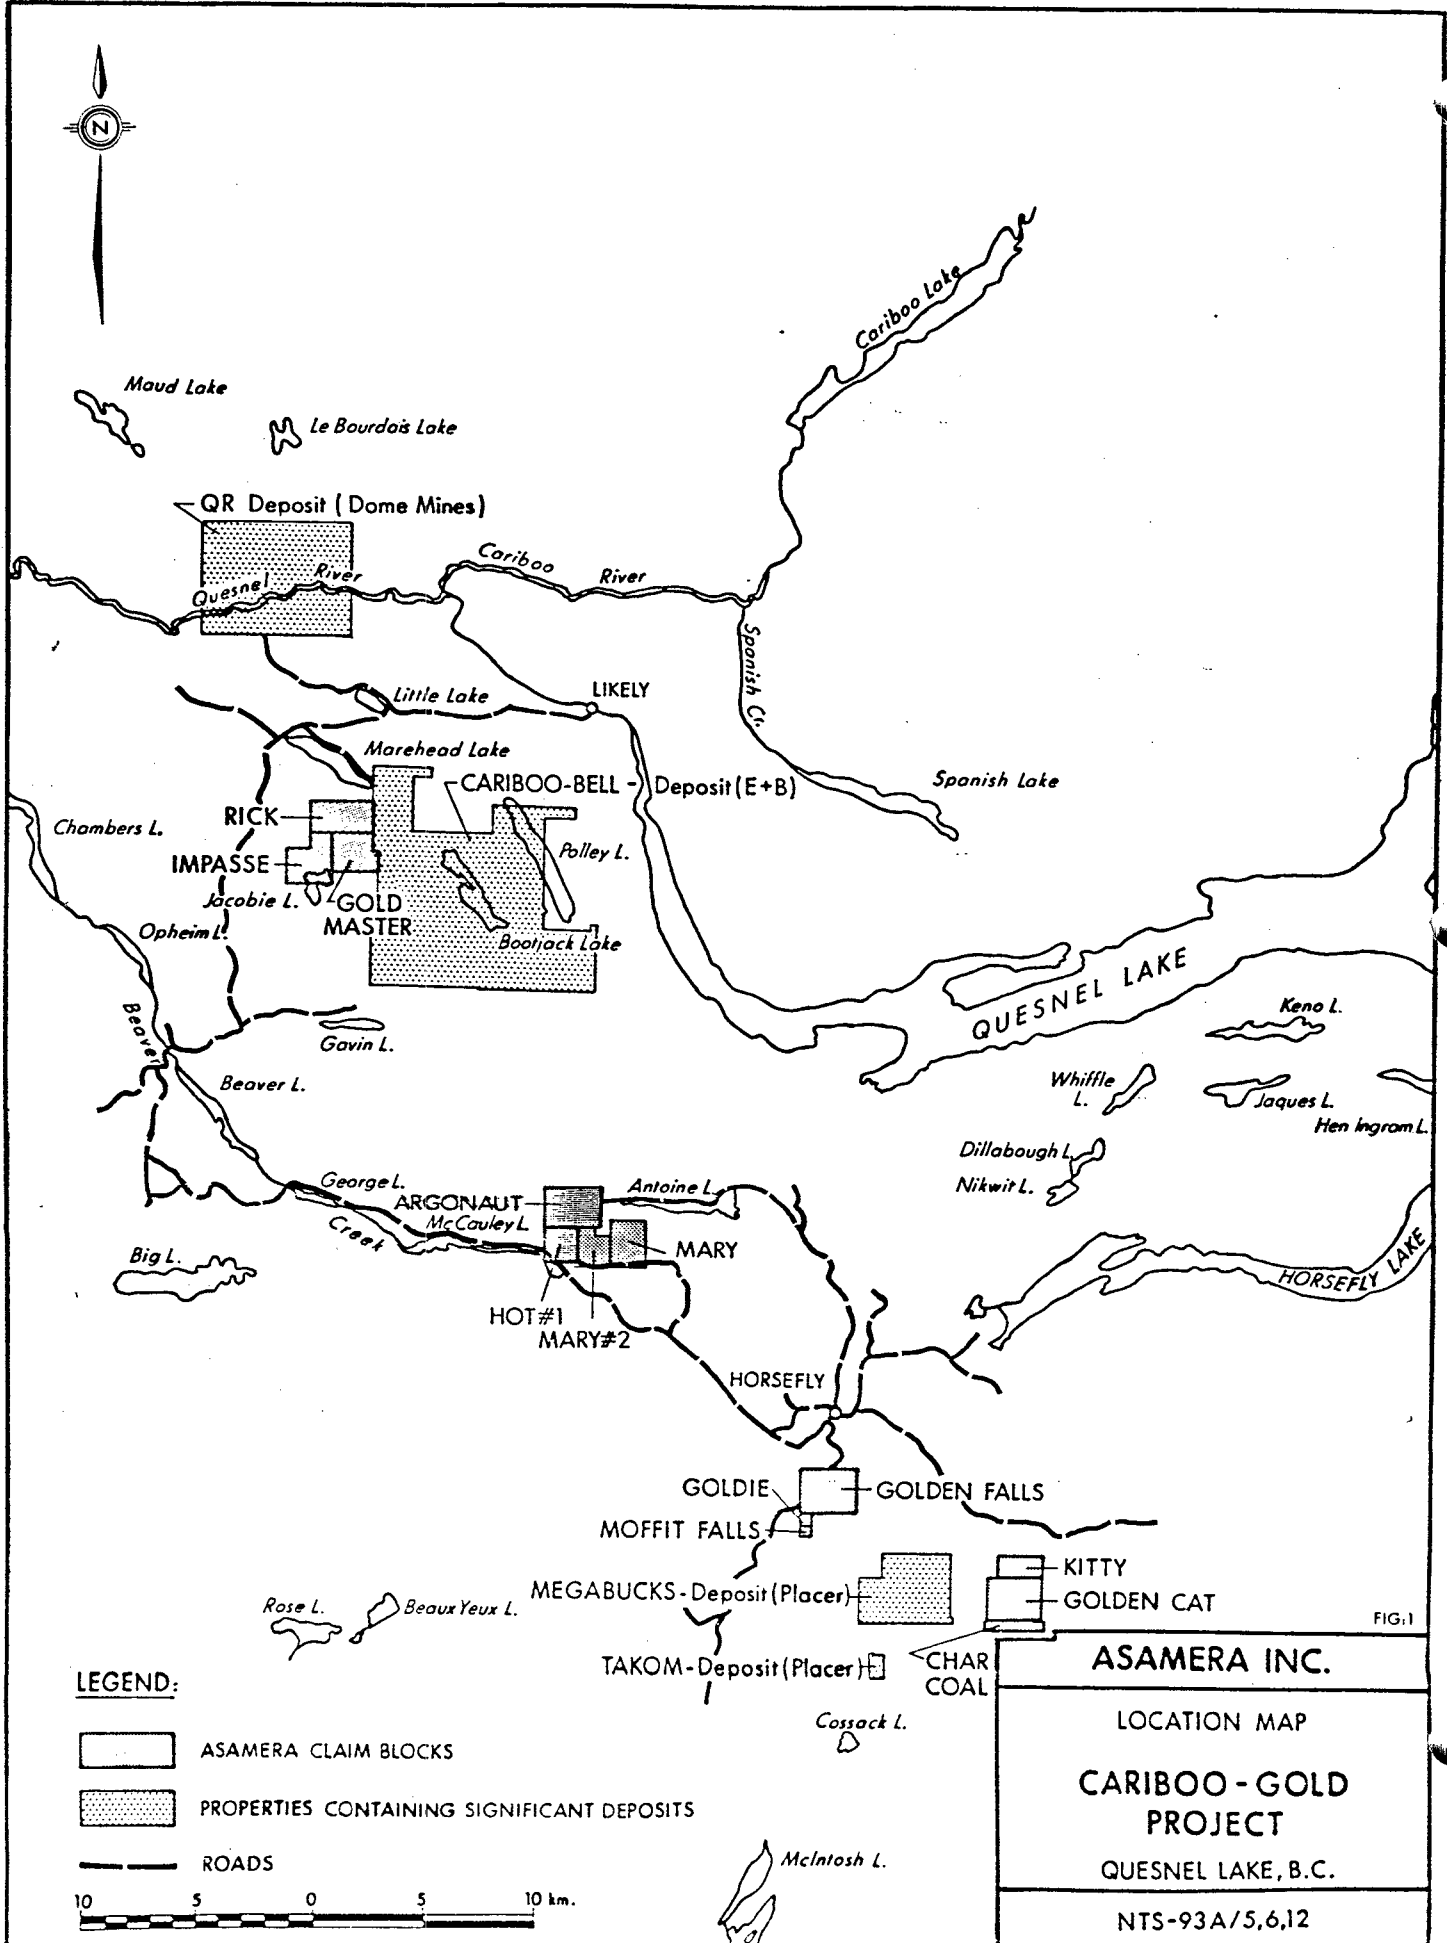 N
Cariboo Lake
Maud Lake
Le Bourdais Lake
QR Deposit (Dome Mines)
Cariboo River
Quesnel River
Spanish Cr.
Little Lake
LIKELY
Marehead Lake
CARIBOO-BELL - Deposit (E+B)
Spanish Lake
RICK
Chambers L.
Polley L.
IMPASSE
Jacobie L.
GOLD
MASTER
Opheim L.
Bootjack Lake
QUESNEL LAKE
Keno L.
Beaver
Gavin L.
Beaver L.
Whiffle
L.
Jaques L.
Hen Ingram L.
Dillabough L.
Nikwit L.
George L.
ARGONAUT
Antoine L.
McCauley L.
Creek
MARY
Big L.
HORSEFLY LAKE
HOT#1
MARY#2
HORSEFLY
GOLDIE
GOLDEN FALLS
MOFFIT FALLS
KITTY
MEGABUCKS-Deposit (Placer)
GOLDEN CAT
Rose L.
Beaux Yeux L.
FIG:1
TAKOM-Deposit (Placer)
CHAR
COAL
Cossack L.
McIntosh L.
LEGEND:
ASAMERA CLAIM BLOCKS
PROPERTIES CONTAINING SIGNIFICANT DEPOSITS
ROADS
10 5 0 5 10 km.
ASAMERA INC.
LOCATION MAP
CARIBOO-GOLD
PROJECT
QUESNEL LAKE, B.C.
NTS-93A/5,6,12